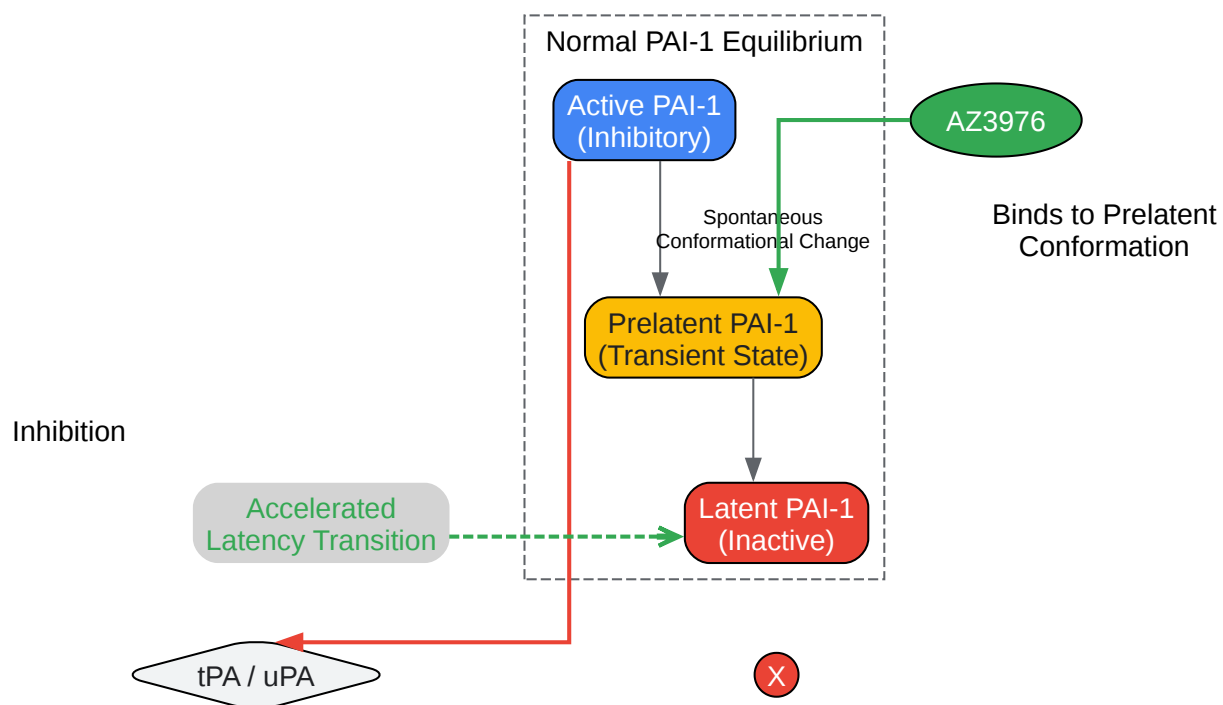 Normal PAI-1 Equilibrium
Active PAI-1
(Inhibitory)
AZ3976
Spontaneous
Conformational Change
Binds to Prelatent
Conformation
Prelatent PAI-1
(Transient State)
Inhibition
Accelerated
Latency Transition
Latent PAI-1
(Inactive)
tPA / uPA
X